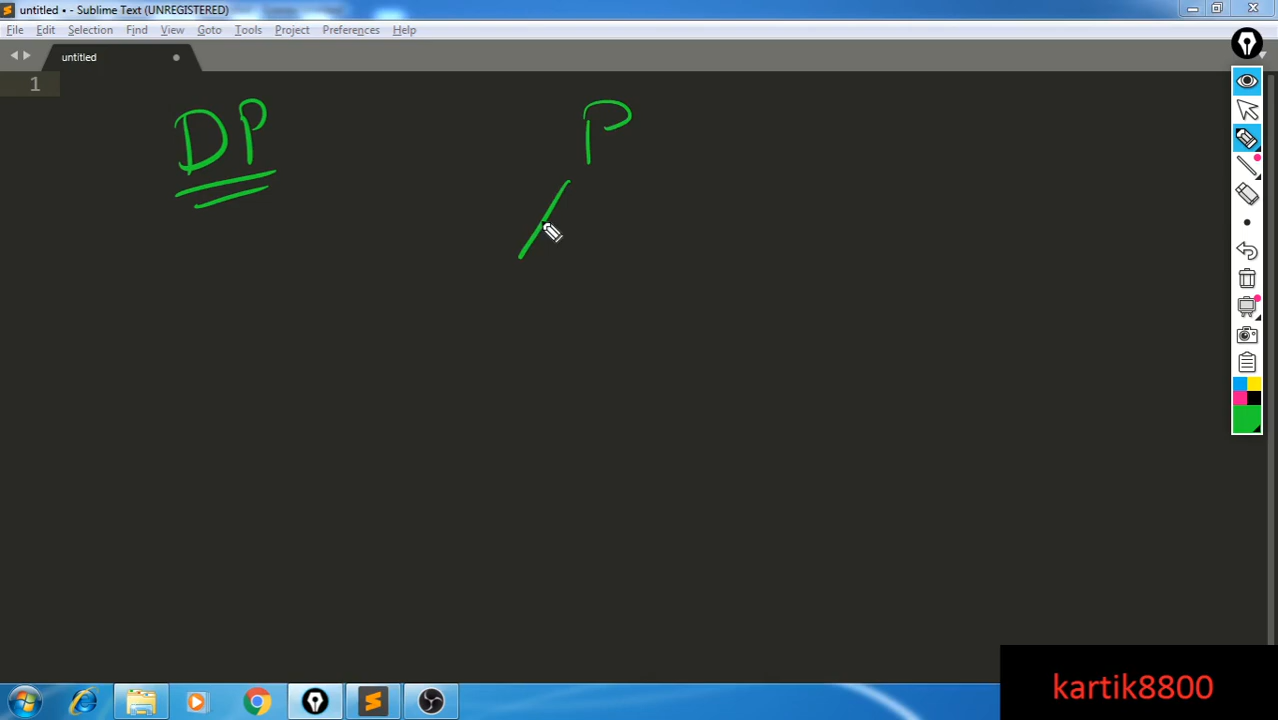 untitled • - Sublime Text (UNREGISTERED)
File Edit Selection Find View Goto Tools Project Preferences Help
untitled
1
DP P
kartik8800